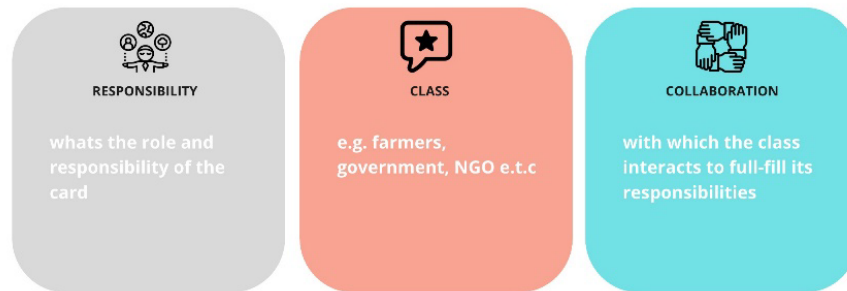 RESPONSIBILITY
whats the role and
responsibility of the
card
CLASS
e.g. farmers,
government, NGO e.t.c
COLLABORATION
with which the class
interacts to full-fill its
responsibilities